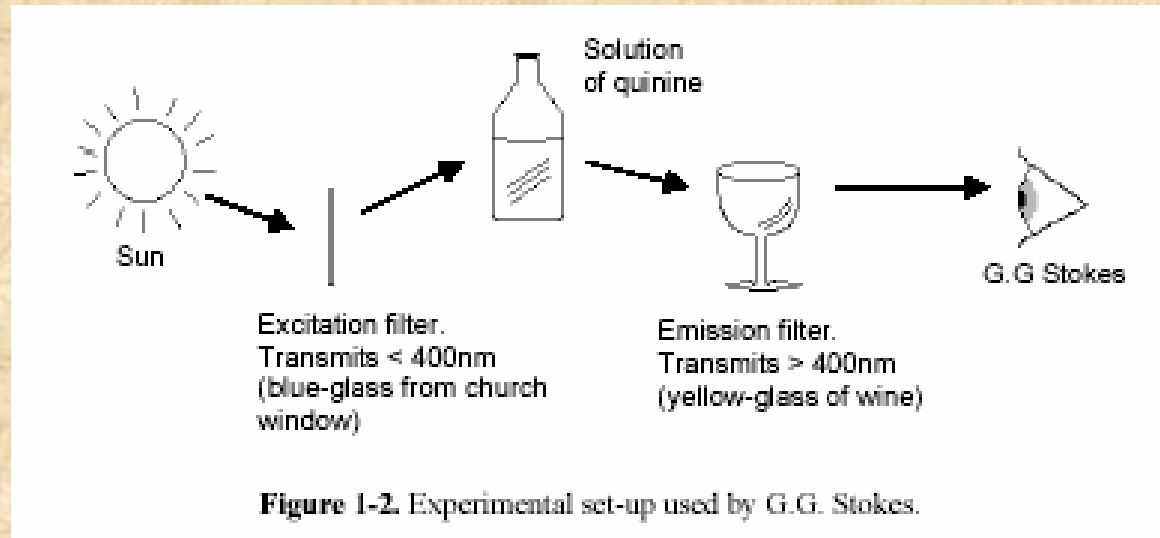 Solution
of quinine
Sun
G.G Stokes
Excitation filter.
Transmits < 400nm
(blue-glass from church
window)
Emission filter.
Transmits > 400nm
(yellow-glass of wine)
Figure 1-2. Experimental set-up used by G.G. Stokes.